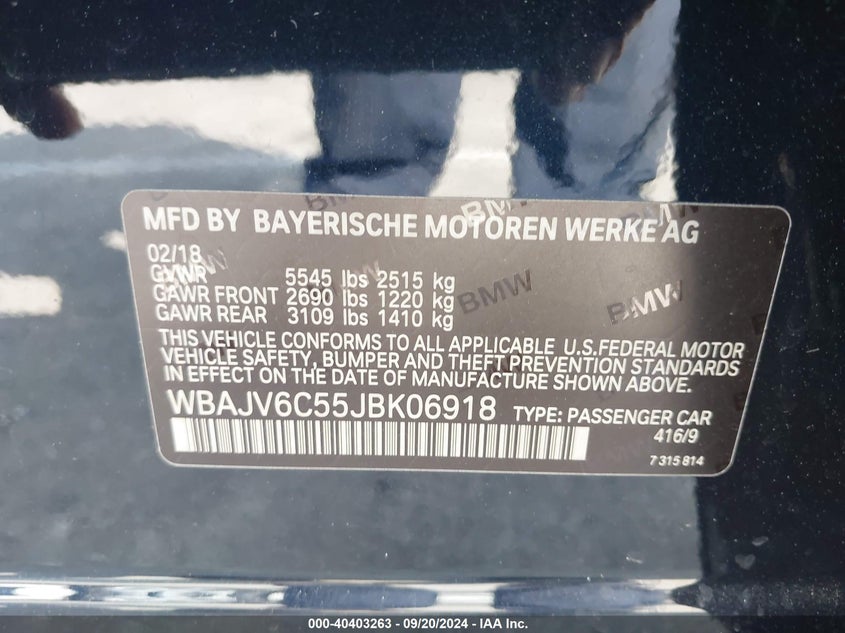 MFD BY BAYERISCHE MOTOREN WERKE AG
02/18
GVWR 5545 lbs 2515 kg
GAWR FRONT 2690 lbs 1220 kg
GAWR REAR 3109 lbs 1410 kg
THIS VEHICLE CONFORMS TO ALL APPLICABLE U.S.FEDERAL MOTOR
VEHICLE SAFETY, BUMPER AND THEFT PREVENTION STANDARDS
IN EFFECT ON THE DATE OF MANUFACTURE SHOWN ABOVE.
WBAJV6C55JBK06918 TYPE: PASSENGER CAR
416/9
7 315 814
BMW
BMW
000-40403263 - 09/20/2024 - IAA Inc.